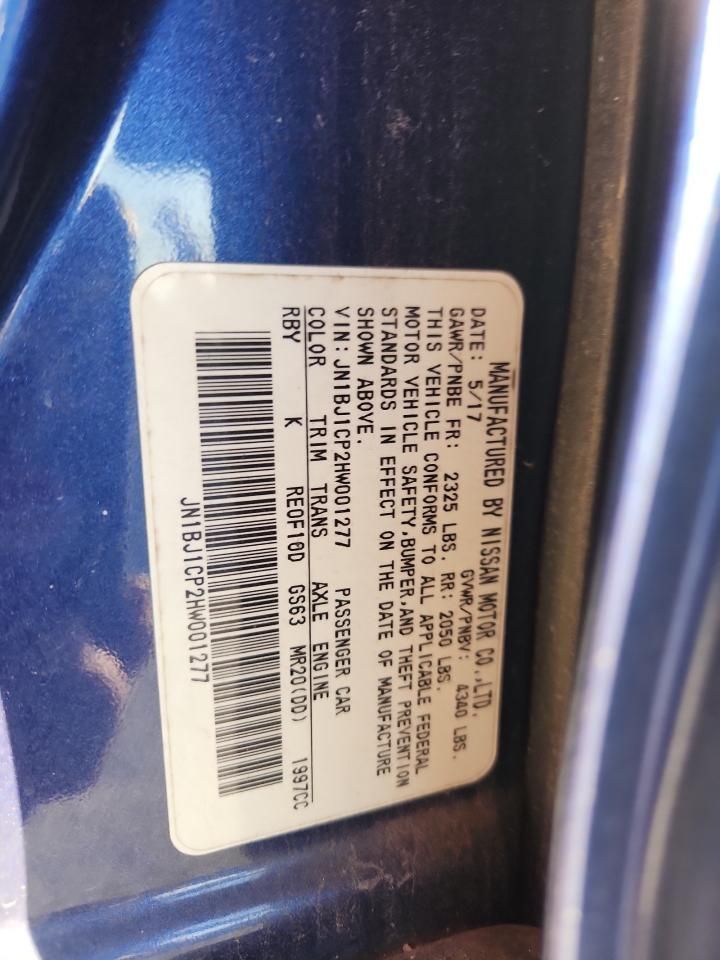 MANUFACTURED BY NISSAN MOTOR CO.,LTD.
DATE: 5/17 GVWR/PNBV: 4340 LBS.
GAWR/PNBE FR: 2325 LBS. RR: 2050 LBS.
THIS VEHICLE CONFORMS TO ALL APPLICABLE FEDERAL
MOTOR VEHICLE SAFETY,BUMPER,AND THEFT PREVENTION
STANDARDS IN EFFECT ON THE DATE OF MANUFACTURE
SHOWN ABOVE.
VIN:JN1BJ1CP2HW001277 PASSENGER CAR
COLOR TRIM TRANS AXLE ENGINE
RBY K RE0F10D GS63 MR20(DD) 1997CC
JN1BJ1CP2HW001277